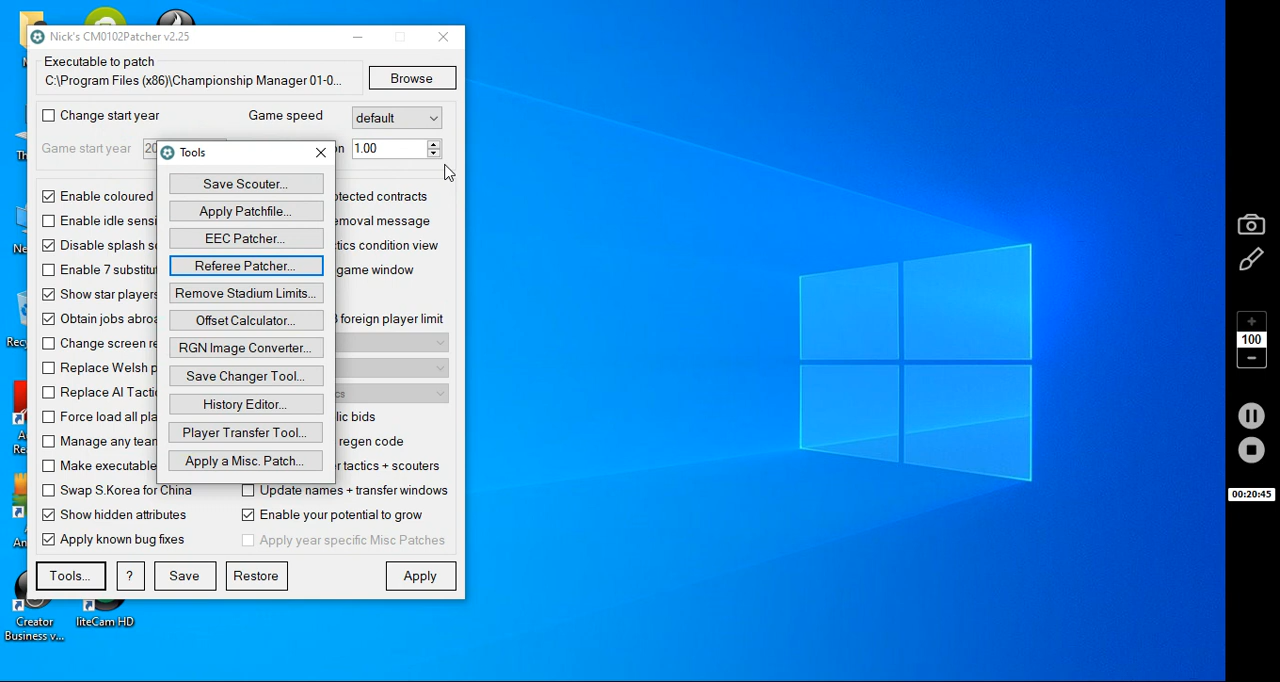 Nick's CM0102Patcher v2.25
Executable to patch
C:\Program Files (x86)\Championship Manager 01-0...
Browse
Change start year
Game speed
default
Game start year
20
1.00
Tools
Save Scouter...
Apply Patchfile...
EEC Patcher...
Referee Patcher...
Remove Stadium Limits...
Offset Calculator...
RGN Image Converter...
Save Changer Tool...
History Editor...
Player Transfer Tool...
Apply a Misc. Patch...
Enable coloured
otected contracts
Enable idle sensi
emoval message
Disable splash s
tics condition view
Enable 7 substitut
game window
Show star players
Obtain jobs abroa
foreign player limit
Change screen re
Replace Welsh p
Replace AI Tactic
cs
Force load all pla
lic bids
Manage any team
regen code
Make executable
r tactics + scouters
Swap S.Korea for China
Update names + transfer windows
Show hidden attributes
Enable your potential to grow
Apply known bug fixes
Apply year specific Misc Patches
Tools...
?
Save
Restore
Apply
Creator
Business v...
liteCam HD
100
00:20:45